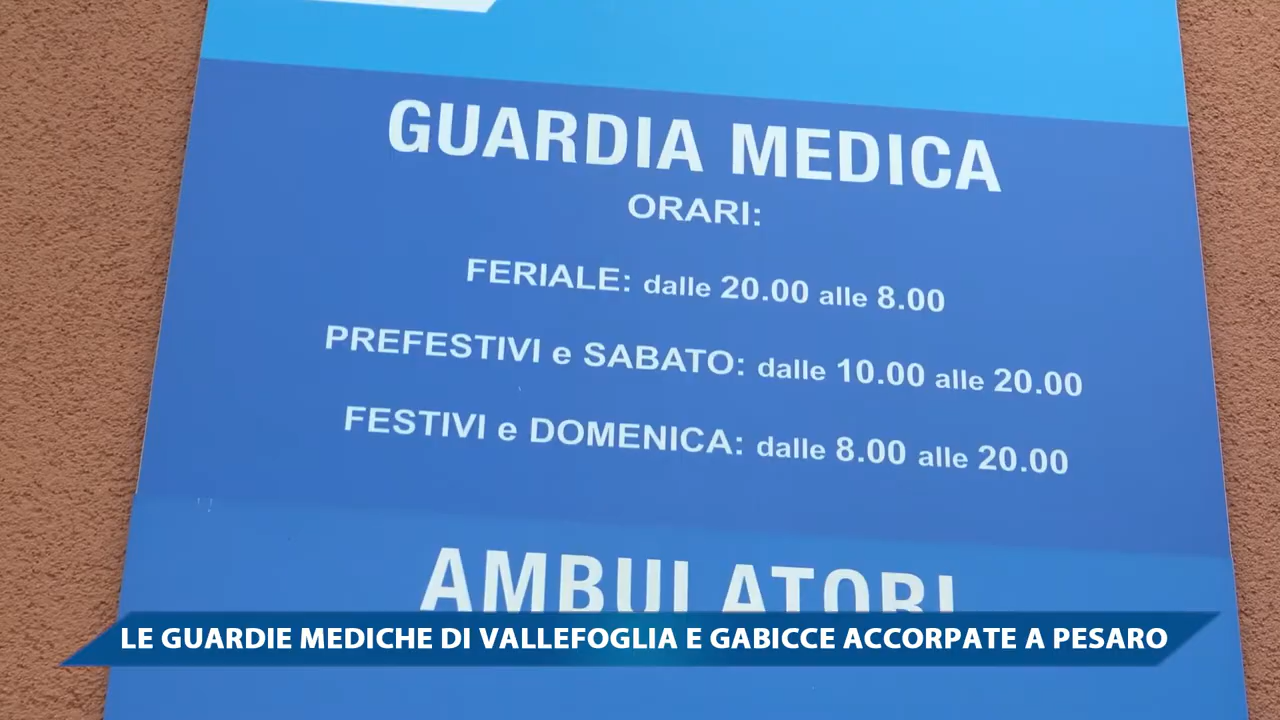 GUARDIA MEDICA
ORARI:
FERIALE: dalle 20.00 alle 8.00
PREFESTIVI e SABATO: dalle 10.00 alle 20.00
FESTIVI e DOMENICA: dalle 8.00 alle 20.00
AMBULATORI
LE GUARDIE MEDICHE DI VALLEFOGLIA E GABICCE ACCORPATE A PESARO